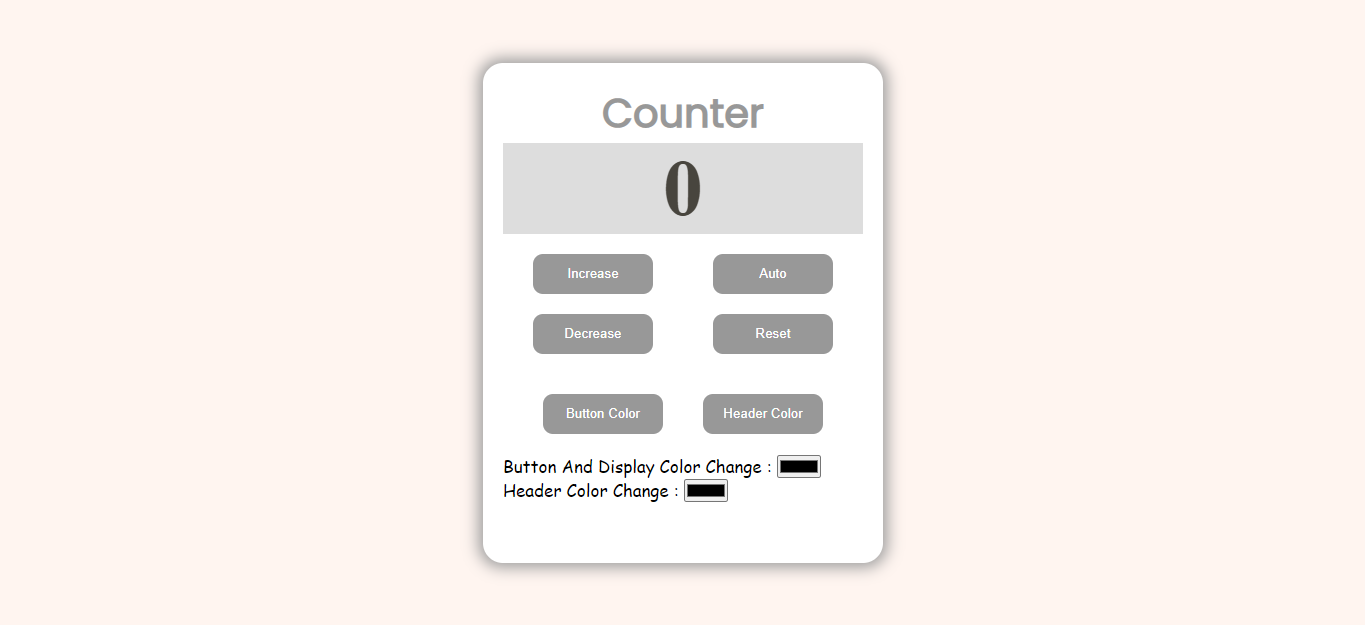 Counter
0
Increase Auto
Decrease Reset
Button Color Header Color
Button And Display Color Change :
Header Color Change :